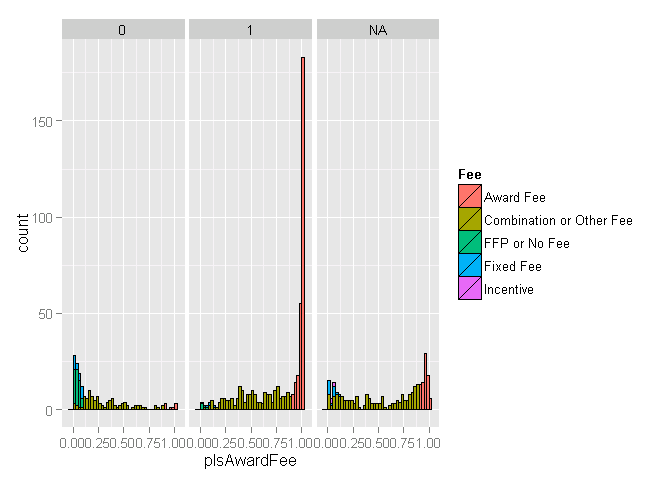 0 1 NA
150
100
50
0
count
0.000.250.500.751.00 0.000.250.500.751.00 0.000.250.500.751.00
pIsAwardFee
Fee
Award Fee
Combination or Other Fee
FFP or No Fee
Fixed Fee
Incentive